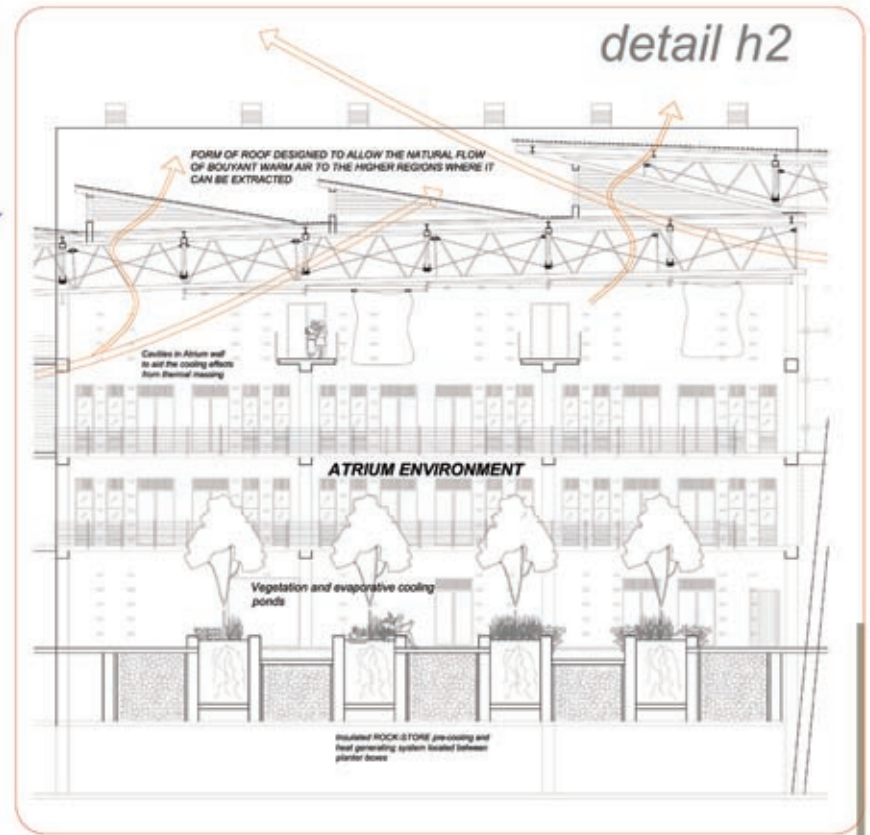 detail h2
FORM OF ROOF DESIGNED TO ALLOW THE NATURAL FLOW
OF BOUYANT WARM AIR TO THE HIGHER REGIONS WHERE IT
CAN BE EXTRACTED
Cavities in Atrium wall
to aid the cooling effects
from thermal massing
ATRIUM ENVIRONMENT
Vegetation and evaporative cooling
ponds
Insulated ROCK-STORE pre-cooling and
heat generating system located between
planter boxes